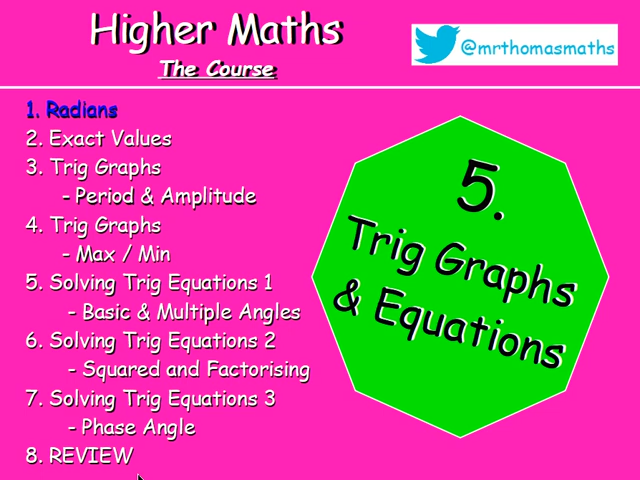 Higher Maths
The Course
@mrthomasmaths
1. Radians
2. Exact Values
3. Trig Graphs
- Period & Amplitude
4. Trig Graphs
- Max / Min
5. Solving Trig Equations 1
- Basic & Multiple Angles
6. Solving Trig Equations 2
- Squared and Factorising
7. Solving Trig Equations 3
- Phase Angle
8. REVIEW
5.
Trig Graphs
& Equations